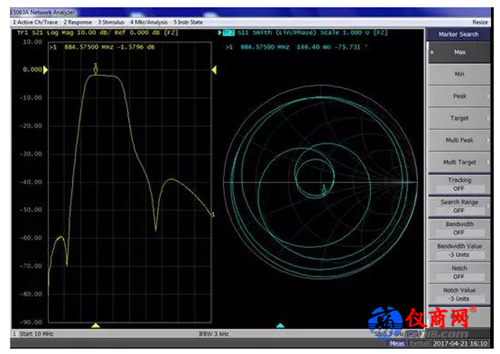 E5063A Network Analyzer
1 Active Ch/Trace 2 Response 3 Stimulus 4 Mkr/Analysis 5 Instr State
Resize
Tr1 S21 Log Mag 10.00 dB/ Ref 0.000 dB [F2]
>1 884.57500 MHz -1.5796 dB
Tr2 S11 Smith (Lin/Phase) Scale 1.000 U [F2]
>1 884.57500 MHz 146.40 mU -75.731 °
10.00
0.000
-10.00
-20.00
-30.00
-40.00
-50.00
-60.00
-70.00
-80.00
-90.00
1
1
1
Marker Search
Max
Min
Peak
Target
Multi Peak
Multi Target
Tracking
OFF
Search Range
OFF
Bandwidth
OFF
Bandwidth Value
-3 Units
Notch
OFF
Notch Value
-3 Units
1 Start 10 MHz
IFBW 3 kHz
仪商网®
Meas
2017-04-21 16:10